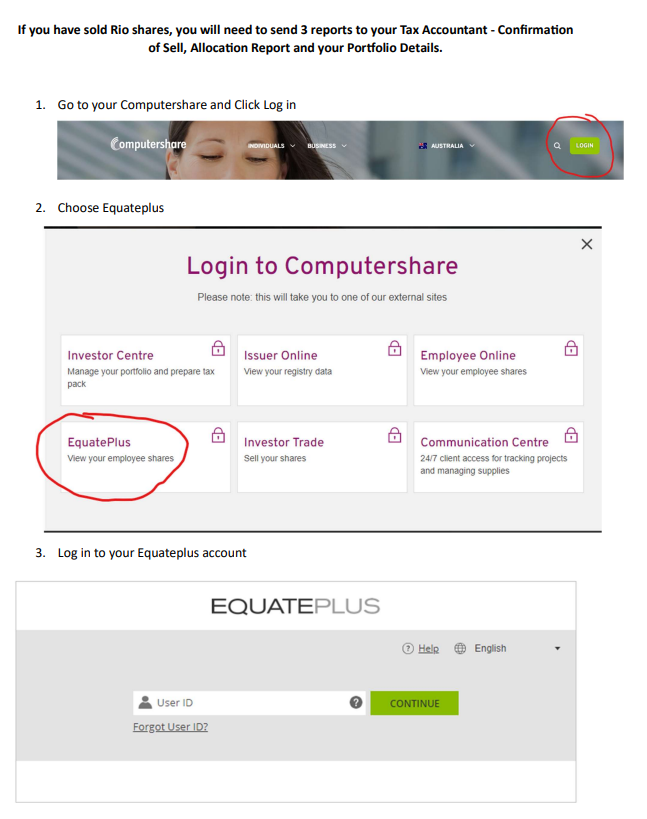 If you have sold Rio shares, you will need to send 3 reports to your Tax Accountant - Confirmation
of Sell, Allocation Report and your Portfolio Details.
1. Go to your Computershare and Click Log in
Computershare INDIVIDUALS BUSINESS AUSTRALIA LOGIN
2. Choose Equateplus
Login to Computershare
Please note: this will take you to one of our external sites
Investor Centre
Manage your portfolio and prepare tax
pack
Issuer Online
View your registry data
Employee Online
View your employee shares
EquatePlus
View your employee shares
Investor Trade
Sell your shares
Communication Centre
24/7 client access for tracking projects
and managing supplies
3. Log in to your Equateplus account
EQUATEPLUS
? Help English
User ID ? CONTINUE
Forgot User ID?